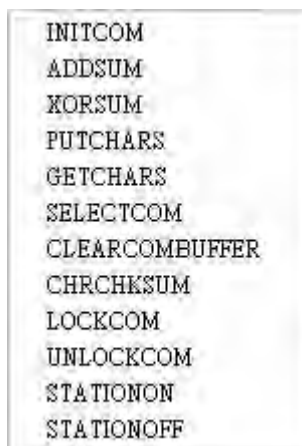 INITCOM
ADDSUM
XORSUM
PUTCHARS
GETCHARS
SELECTCOM
CLEARCOMBUFFER
CHRCHKSUM
LOCKCOM
UNLOCKCOM
STATIONON
STATIONOFF